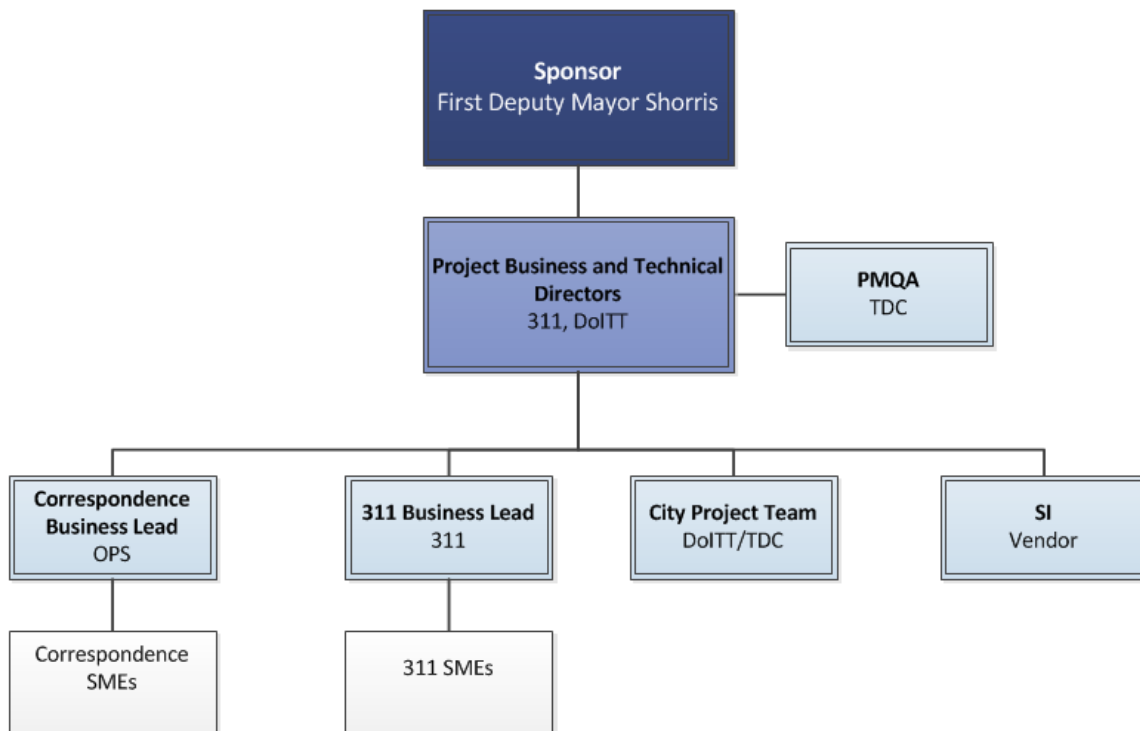 Sponsor
First Deputy Mayor Shorris
Project Business and Technical
Directors
311, DoITT
PMQA
TDC
Correspondence
Business Lead
OPS
311 Business Lead
311
City Project Team
DoITT/TDC
SI
Vendor
Correspondence
SMEs
311 SMEs